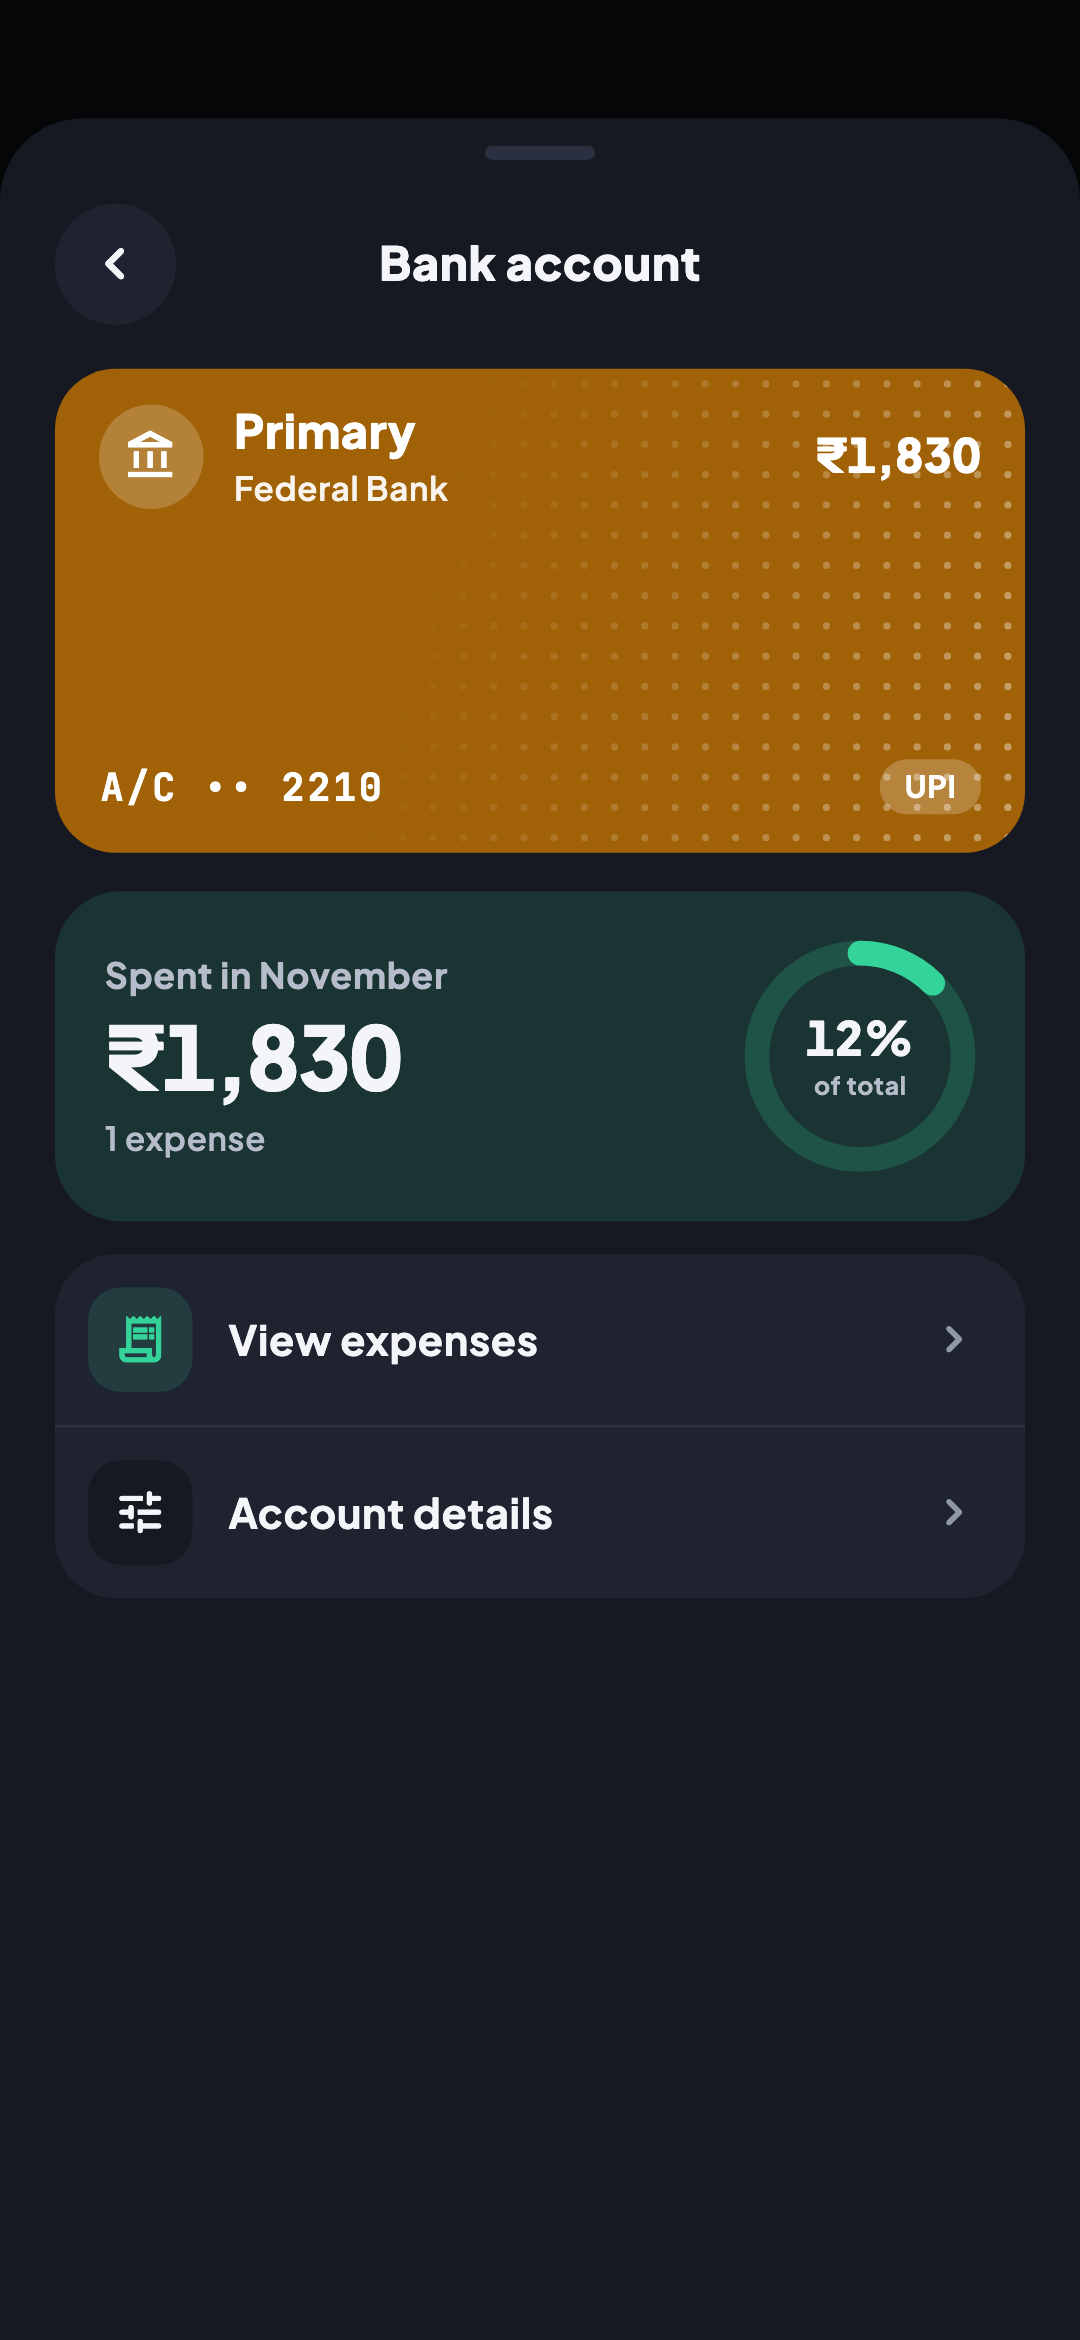 Bank account
Primary
₹1,830
Federal Bank
A/C •• 2210
UPI
Spent in November
₹1,830
1 expense
12%
of total
View expenses
Account details